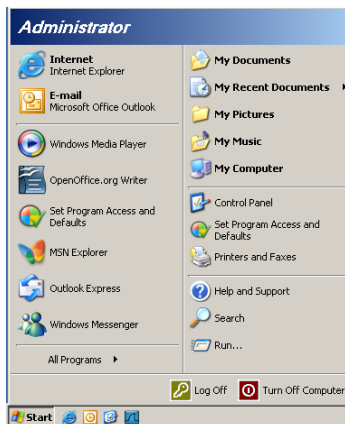 Administrator
Internet
Internet Explorer
E-mail
Microsoft Office Outlook
Windows Media Player
OpenOffice.org Writer
Set Program Access and
Defaults
MSN Explorer
Outlook Express
Windows Messenger
All Programs
My Documents
My Recent Documents
My Pictures
My Music
My Computer
Control Panel
Set Program Access and
Defaults
Printers and Faxes
Help and Support
Search
Run...
Log Off
Turn Off Computer
Start